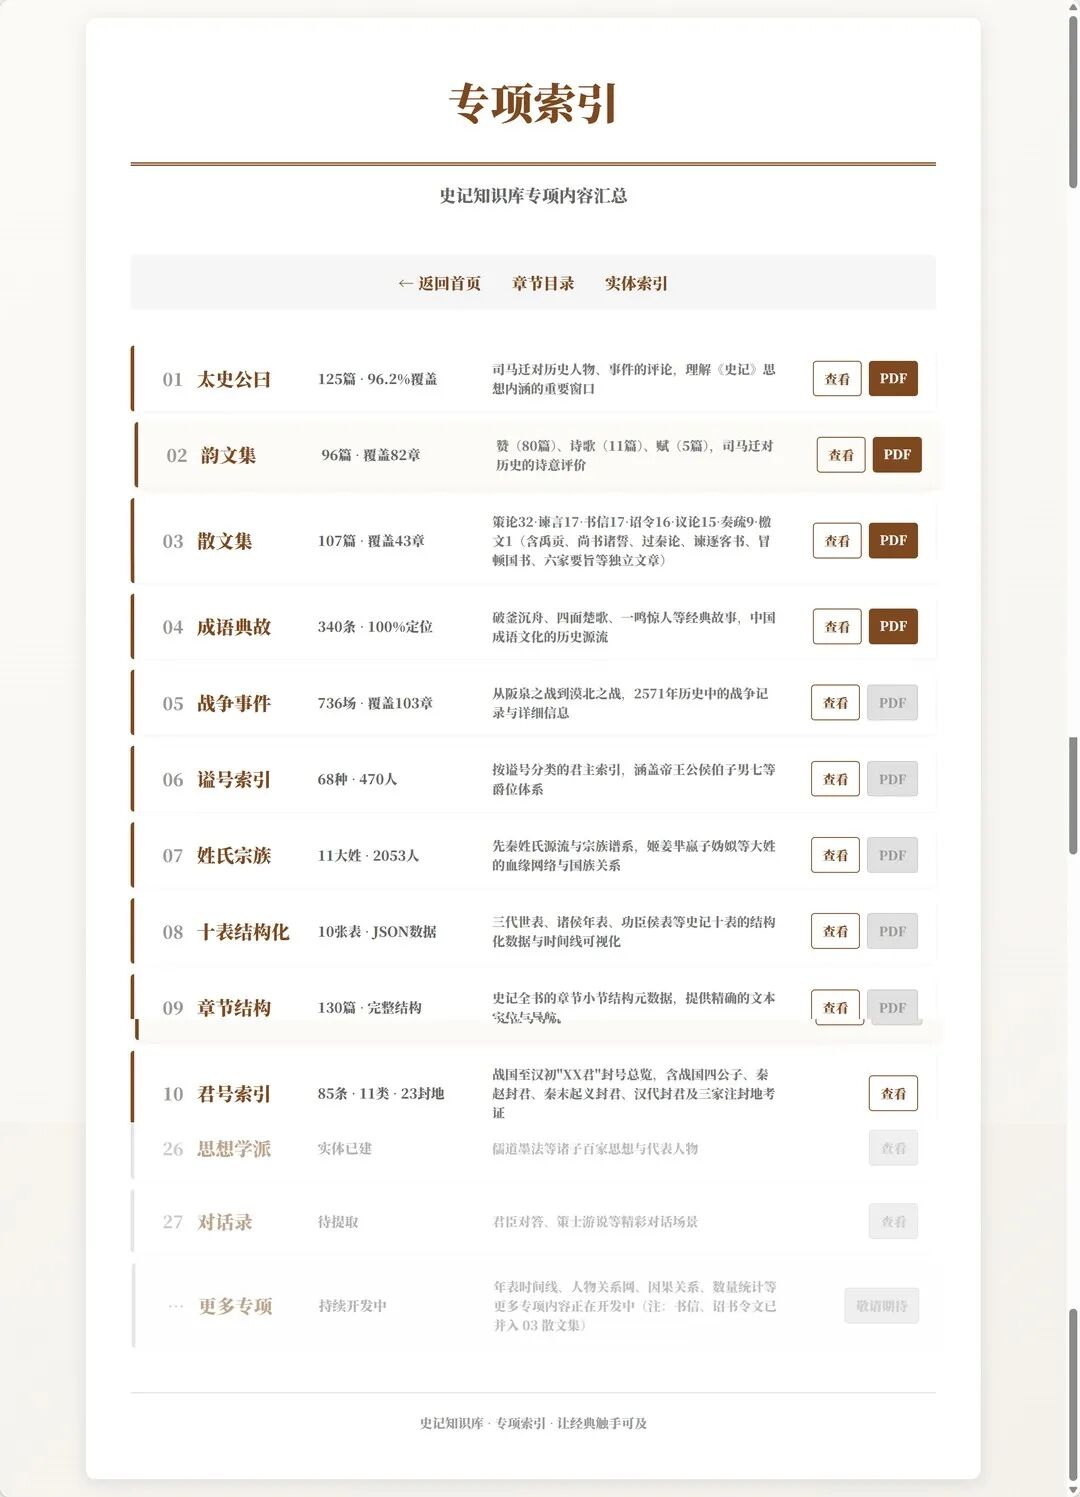 专项索引
史记知识库专项内容汇总
← 返回首页 章节目录 实体索引
01 太史公曰 125篇 · 96.2%覆盖 司马迁对历史人物、事件的评论，理解《史记》思 查看 PDF
想内涵的重要窗口
02 韵文集 96篇 · 覆盖82章 赞（80篇）、诗歌（11篇）、赋（5篇），司马迁对 查看 PDF
历史的诗意评价
03 散文集 107篇 · 覆盖43章 策论32·谏言17·书信17·诏令16·议论15·奏疏9·檄 查看 PDF
文1（含禹贡、尚书诸誓、过秦论、谏逐客书、冒
顿国书、六家要旨等独立文章）
04 成语典故 340条 · 100%定位 破釜沉舟、四面楚歌、一鸣惊人等经典故事，中国 查看 PDF
成语文化的历史源流
05 战争事件 736场 · 覆盖103章 从阪泉之战到漠北之战，2571年历史中的战争记 查看 PDF
录与详细信息
06 谥号索引 68种 · 470人 按谥号分类的君主索引，涵盖帝王公侯伯子男七等 查看 PDF
爵位体系
07 姓氏宗族 11大姓 · 2053人 先秦姓氏源流与宗族谱系，姬姜芈嬴子妫姒等大姓 查看 PDF
的血缘网络与国族关系
08 十表结构化 10张表 · JSON数据 三代世表、诸侯年表、功臣侯表等史记十表的结构 查看 PDF
化数据与时间线可视化
09 章节结构 130篇 · 完整结构 史记全书的章节小节结构元数据，提供精确的文本 查看 PDF
定位与导航。
10 君号索引 85条 · 11类 · 23封地 战国至汉初"XX君"封号总览，含战国四公子、秦 查看
赵封君、秦末起义封君、汉代封君及三家注封地考
证
26 思想学派 实体已建 儒道墨法等诸子百家思想与代表人物 查看
27 对话录 待提取 君臣对答、策士游说等精彩对话场景 查看
… 更多专项 持续开发中 年表时间线、人物关系网、因果关系、数量统计等 敬请期待
更多专项内容正在开发中（注：书信、诏书令文已
并入 03 散文集）
史记知识库 · 专项索引 · 让经典触手可及